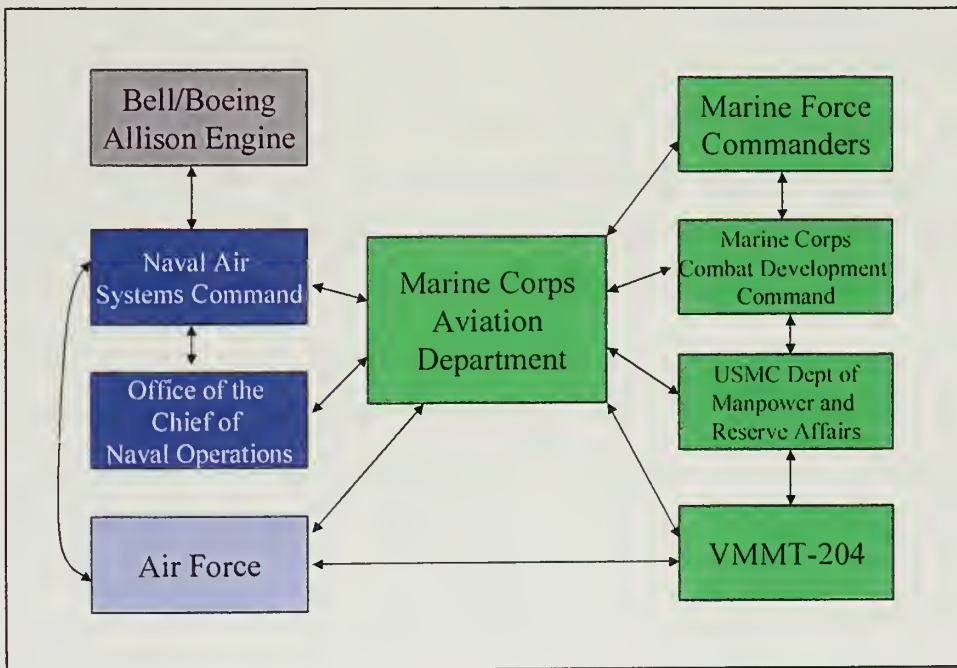 Bell/Boeing
Allison Engine
Naval Air
Systems Command
Office of the
Chief of
Naval Operations
Air Force
Marine Corps
Aviation
Department
Marine Force
Commanders
Marine Corps
Combat Development
Command
USMC Dept of
Manpower and
Reserve Affairs
VMMT-204